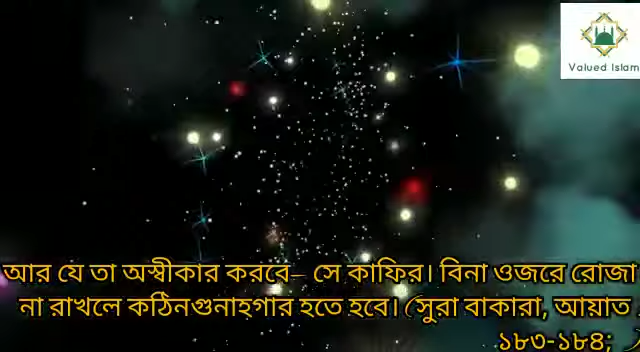 Valued Islam
আর যে তা অস্বীকার করবে– সে কাফির। বিনা ওজরে রোজা
না রাখলে কঠিনগুনাহগার হতে হবে। (সুরা বাকারা, আয়াত
১৮৩-১৮৪;